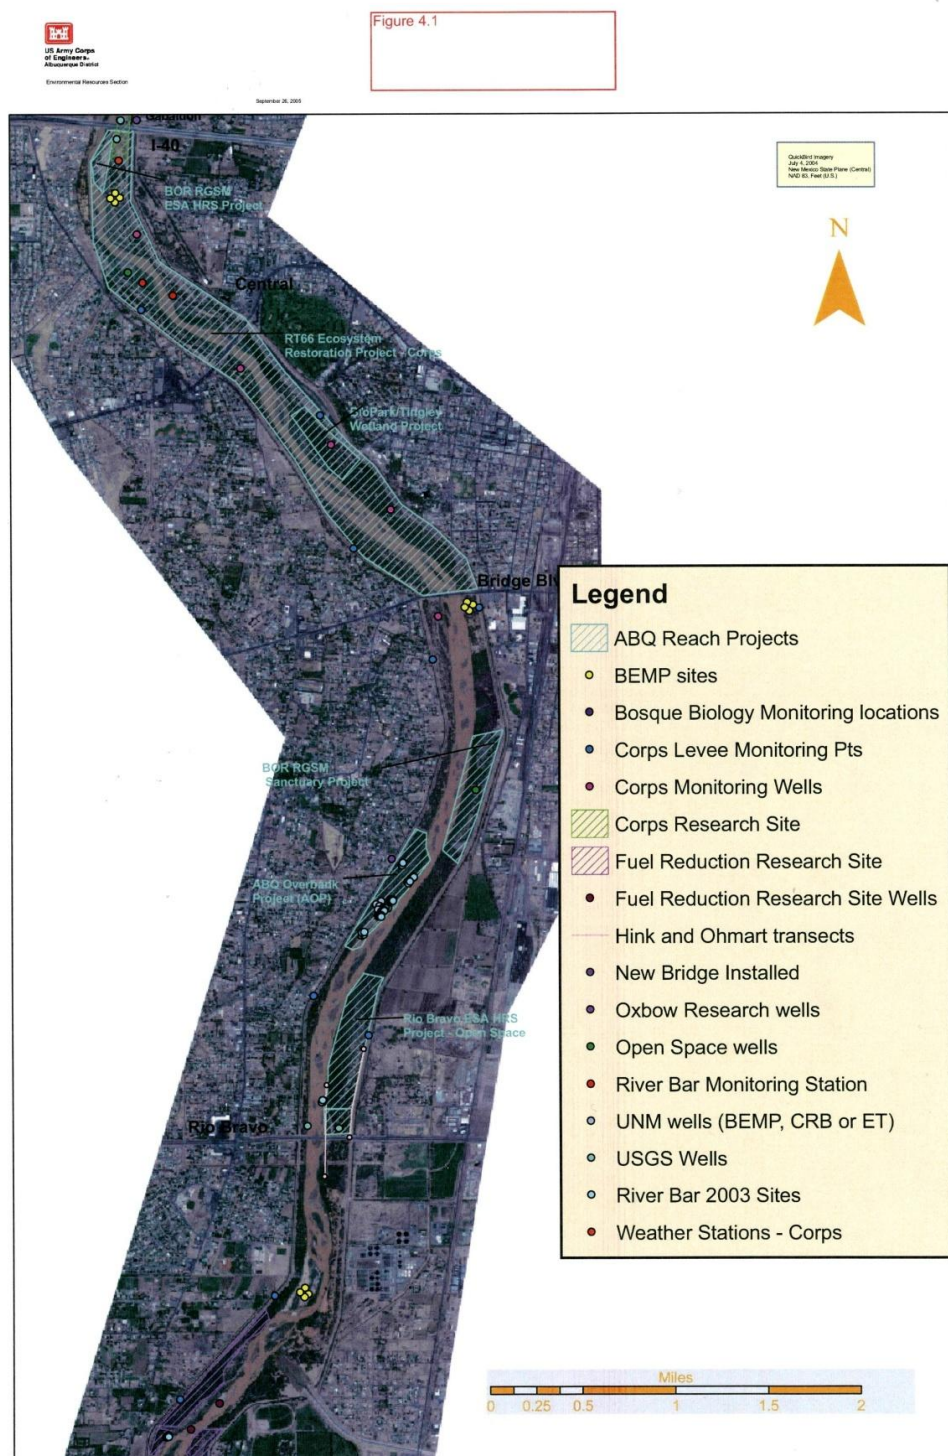 Figure 4.1
US Army Corps
of Engineers®
Albuquerque District
Environmental Resources Section
September 26, 2005
QuickBird Imagery
July 4, 2004
New Mexico State Plane (Central)
NAD 83, Feet (U.S.)
N
I-40
BOR RGSM
ESA HRS Project
Central
RT66 Ecosystem
Restoration Project - Corps
BioPark/Tingley
Wetland Project
Bridge Blv
BOR RGSM
Sanctuary Project
ABQ Overbank
Project (AOP)
Rio Bravo ESA HRS
Project - Open Space
Rio Bravo
Legend
ABQ Reach Projects
BEMP sites
Bosque Biology Monitoring locations
Corps Levee Monitoring Pts
Corps Monitoring Wells
Corps Research Site
Fuel Reduction Research Site
Fuel Reduction Research Site Wells
Hink and Ohmart transects
New Bridge Installed
Oxbow Research wells
Open Space wells
River Bar Monitoring Station
UNM wells (BEMP, CRB or ET)
USGS Wells
River Bar 2003 Sites
Weather Stations - Corps
Miles
0 0.25 0.5 1 1.5 2